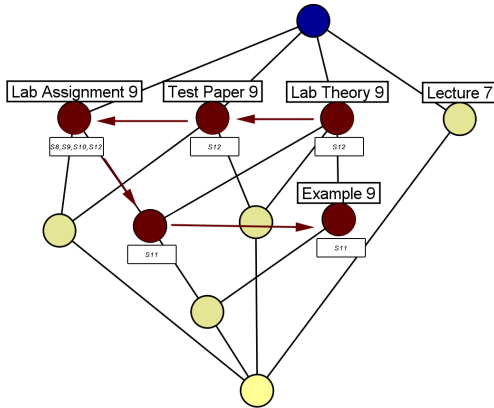 Lab Assignment 9
Test Paper 9
Lab Theory 9
Lecture 7
S8,S9,S10,S12
S12
S12
Example 9
S11
S11